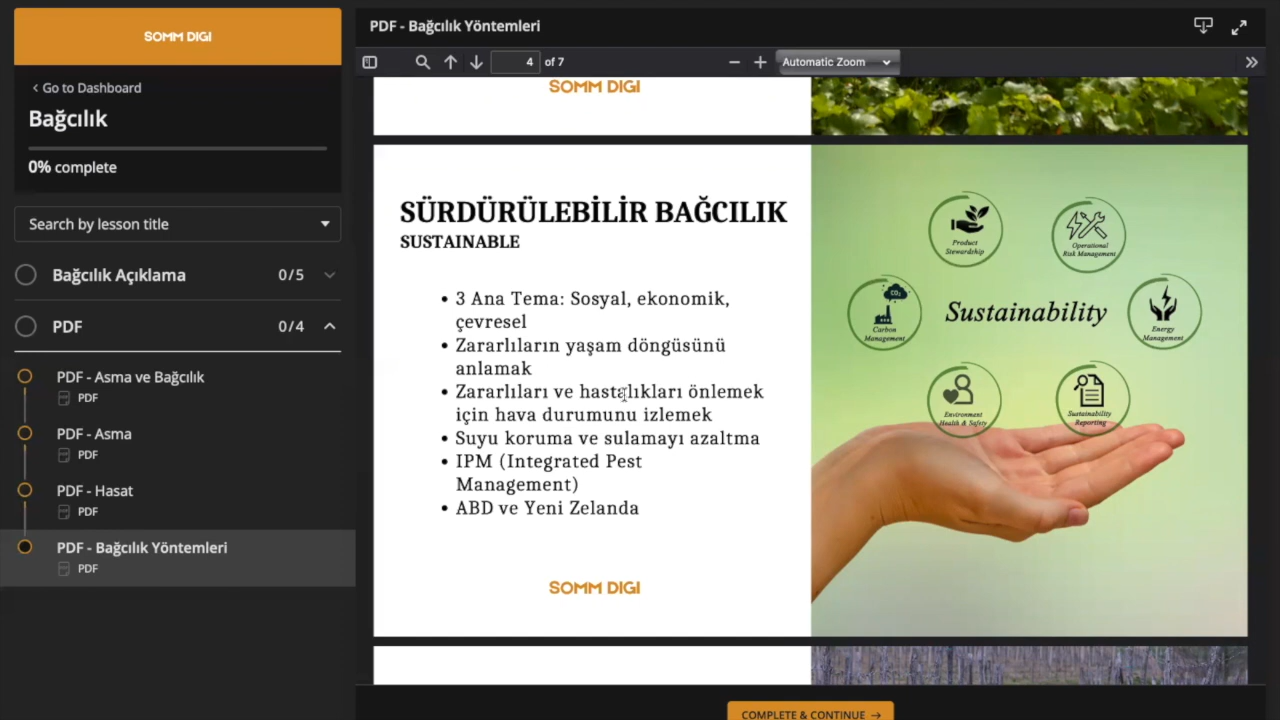 SOMM DIGI
Go to Dashboard
Bağcılık
0% complete
Search by lesson title
Bağcılık Açıklama 0/5
PDF 0/4
PDF - Asma ve Bağcılık
PDF
PDF - Asma
PDF
PDF - Hasat
PDF
PDF - Bağcılık Yöntemleri
PDF
PDF - Bağcılık Yöntemleri
4 of 7
Automatic Zoom
SOMM DIGI
SÜRDÜRÜLEBİLİR BAĞCILIK
SUSTAINABLE
• 3 Ana Tema: Sosyal, ekonomik,
çevresel
• Zararlıların yaşam döngüsünü
anlamak
• Zararlıları ve hastalıkları önlemek
için hava durumunu izlemek
• Suyu koruma ve sulamayı azaltma
• IPM (Integrated Pest
Management)
• ABD ve Yeni Zelanda
SOMM DIGI
Product
Stewardship
Operational
Risk Management
CO₂
Carbon
Management
Sustainability
Energy
Management
Environment
Health & Safety
Sustainability
Reporting
COMPLETE & CONTINUE →